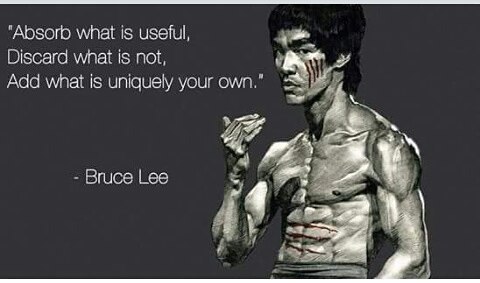 "Absorb what is useful,
Discard what is not,
Add what is uniquely your own."
- Bruce Lee